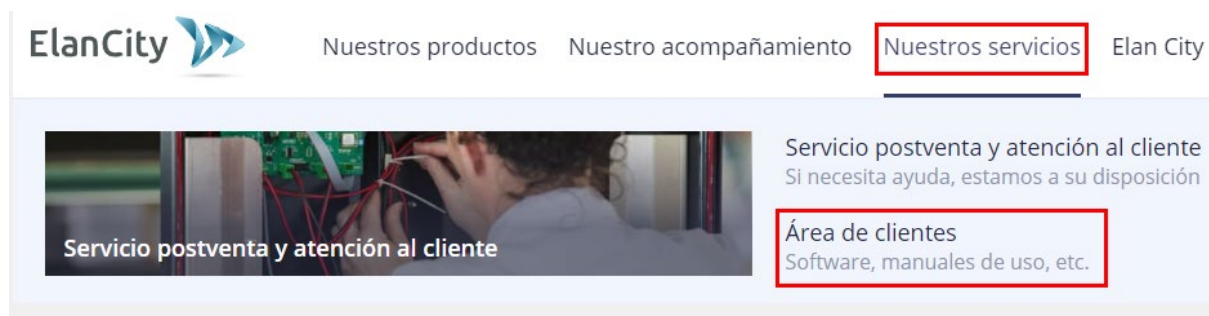 ElanCity
Nuestros productos Nuestro acompañamiento Nuestros servicios Elan City
Servicio postventa y atención al cliente
Servicio postventa y atención al cliente
Si necesita ayuda, estamos a su disposición
Área de clientes
Software, manuales de uso, etc.